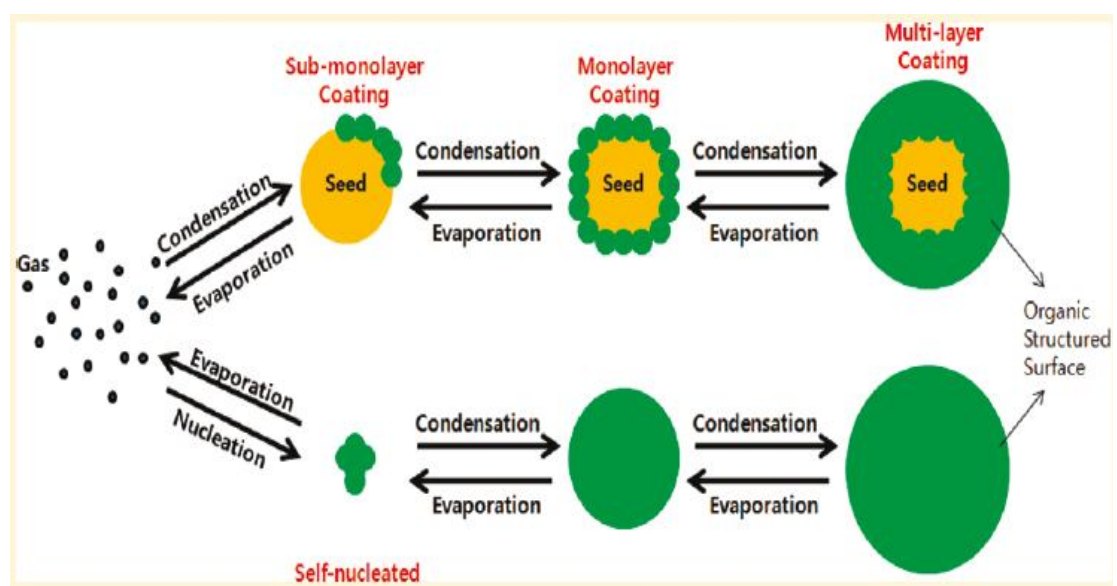 Multi-layer
Coating
Sub-monolayer
Coating
Monolayer
Coating
Condensation
Condensation
Seed
Seed
Seed
Evaporation
Evaporation
Gas
Condensation
Evaporation
Organic
Structured
Surface
Evaporation
Nucleation
Condensation
Condensation
Evaporation
Evaporation
Self-nucleated